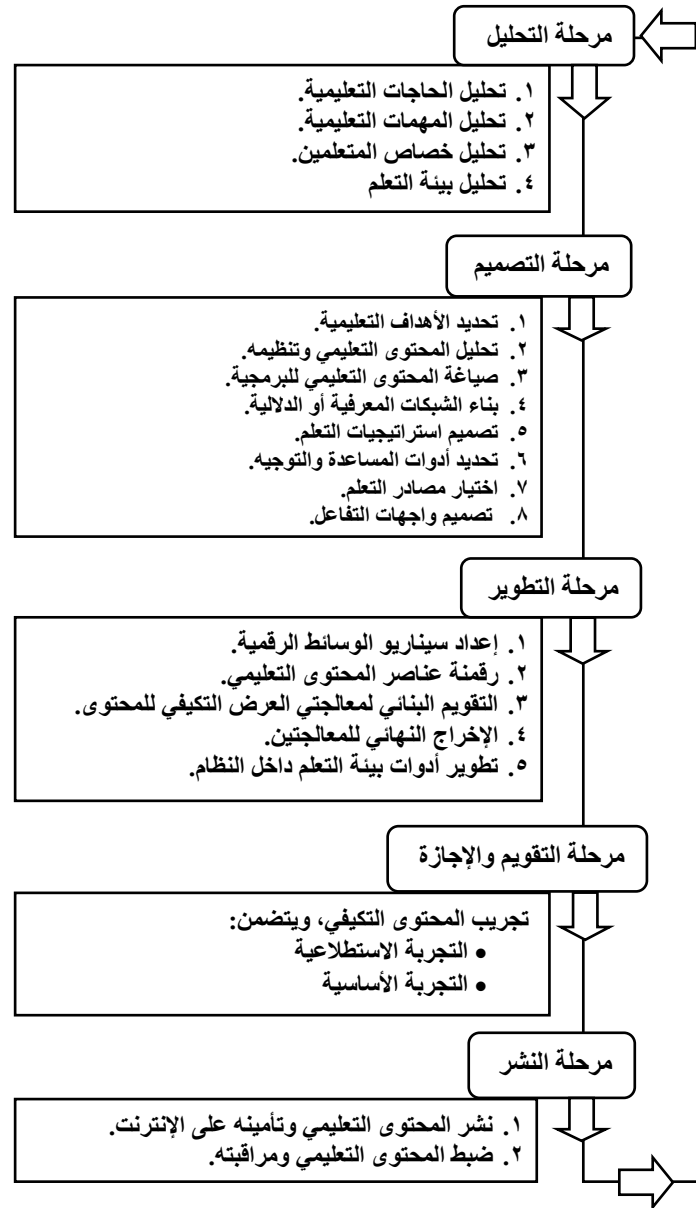 مرحلة التحليل
١. تحليل الحاجات التعليمية.
٢. تحليل المهمات التعليمية.
٣. تحليل خصاص المتعلمين.
٤. تحليل بيئة التعلم
مرحلة التصميم
١. تحديد الأهداف التعليمية.
٢. تحليل المحتوى التعليمي وتنظيمه.
٣. صياغة المحتوى التعليمي للبرمجية.
٤. بناء الشبكات المعرفية أو الدلالية.
٥. تصميم استراتيجيات التعلم.
٦. تحديد أدوات المساعدة والتوجيه.
٧. اختيار مصادر التعلم.
٨. تصميم واجهات التفاعل.
مرحلة التطوير
١. إعداد سيناريو الوسائط الرقمية.
٢. رقمنة عناصر المحتوى التعليمي.
٣. التقويم البنائي لمعالجتي العرض التكيفي للمحتوى.
٤. الإخراج النهائي للمعالجتين.
٥. تطوير أدوات بيئة التعلم داخل النظام.
مرحلة التقويم والإجازة
تجريب المحتوى التكيفي، ويتضمن:
• التجربة الاستطلاعية
• التجربة الأساسية
مرحلة النشر
١. نشر المحتوى التعليمي وتأمينه على الإنترنت.
٢. ضبط المحتوى التعليمي ومراقبته.